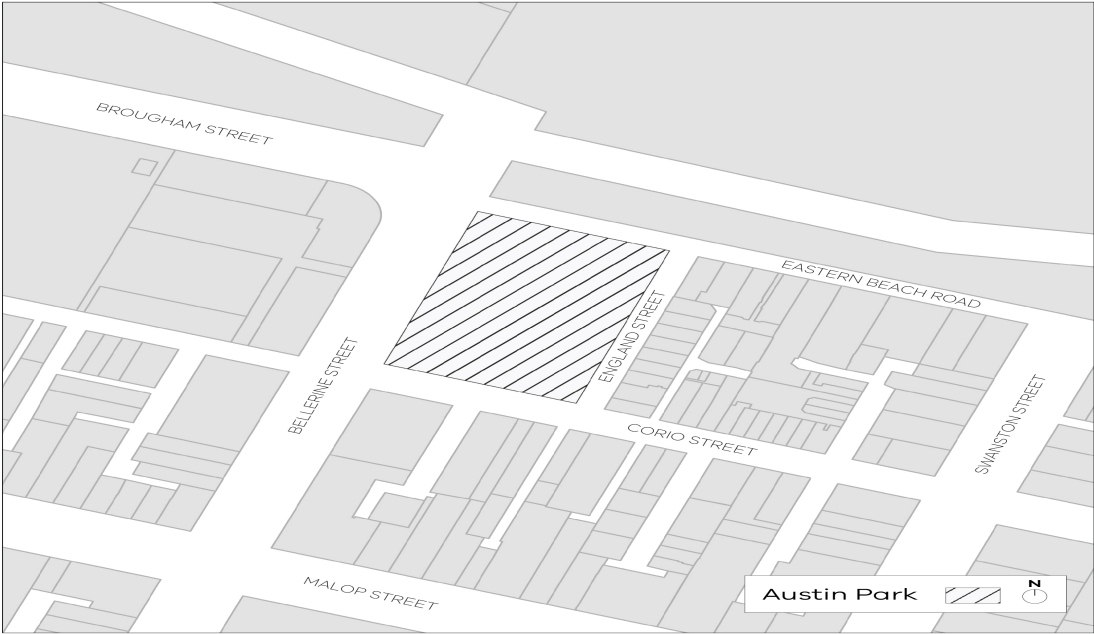 BROUGHAM STREET
EASTERN BEACH ROAD
ENGLAND STREET
BELLERINE STREET
SWANSTON STREET
CORIO STREET
MALOP STREET
Austin Park
N